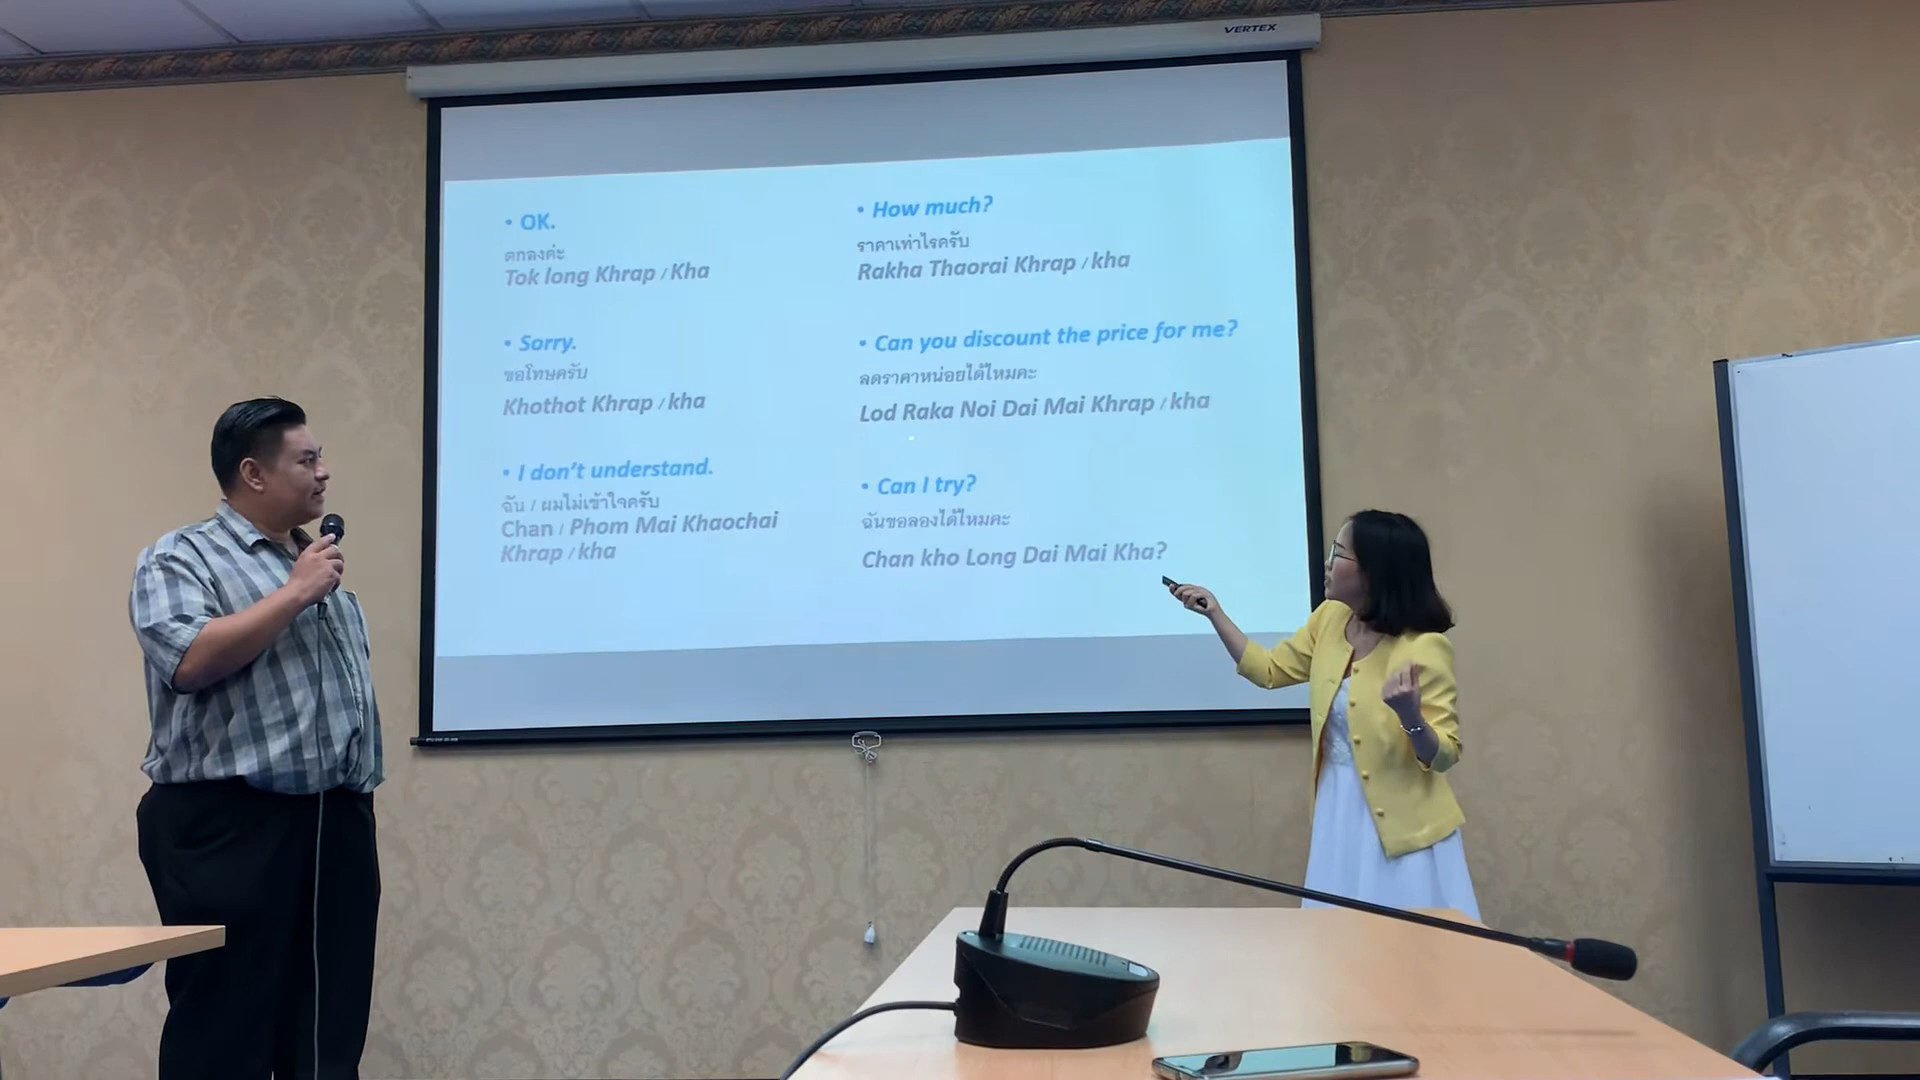 VERTEX
• OK.
ตกลงค่ะ
Tok long Khrap / Kha
• Sorry.
ขอโทษครับ
Khothot Khrap / kha
• I don't understand.
ฉัน / ผมไม่เข้าใจครับ
Chan / Phom Mai Khaochai
Khrap / kha
• How much?
ราคาเท่าไรครับ
Rakha Thaorai Khrap / kha
• Can you discount the price for me?
ลดราคาหน่อยได้ไหมคะ
Lod Raka Noi Dai Mai Khrap / kha
• Can I try?
ฉันขอลองได้ไหมคะ
Chan kho Long Dai Mai Kha?